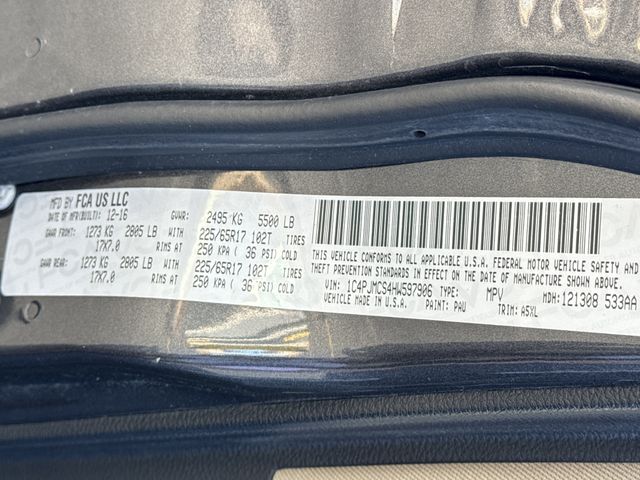 MFD BY FCA US LLC
DATE OF MFR(BUILT): 12-16 GVWR: 2495 KG 5500 LB
GAWR FRONT: 1273 KG 2805 LB WITH 225/65R17 102T TIRES
17X7.0 RIMS AT 250 KPA ( 36 PSI COLD
GAWR REAR: 1273 KG 2805 LB WITH 225/65R17 102T TIRES
17X7.0 RIMS AT 250 KPA ( 36 PSI COLD
THIS VEHICLE CONFORMS TO ALL APPLICABLE U.S.A. FEDERAL MOTOR VEHICLE SAFETY AND
THEFT PREVENTION STANDARDS IN EFFECT ON THE DATE OF MANUFACTURE SHOWN ABOVE.
VIN: 1C4PJMCS4HW597906 TYPE: MPV MDH: 121308 533AA
VEHICLE MADE IN U.S.A. PAINT: PAU TRIM: A5XL